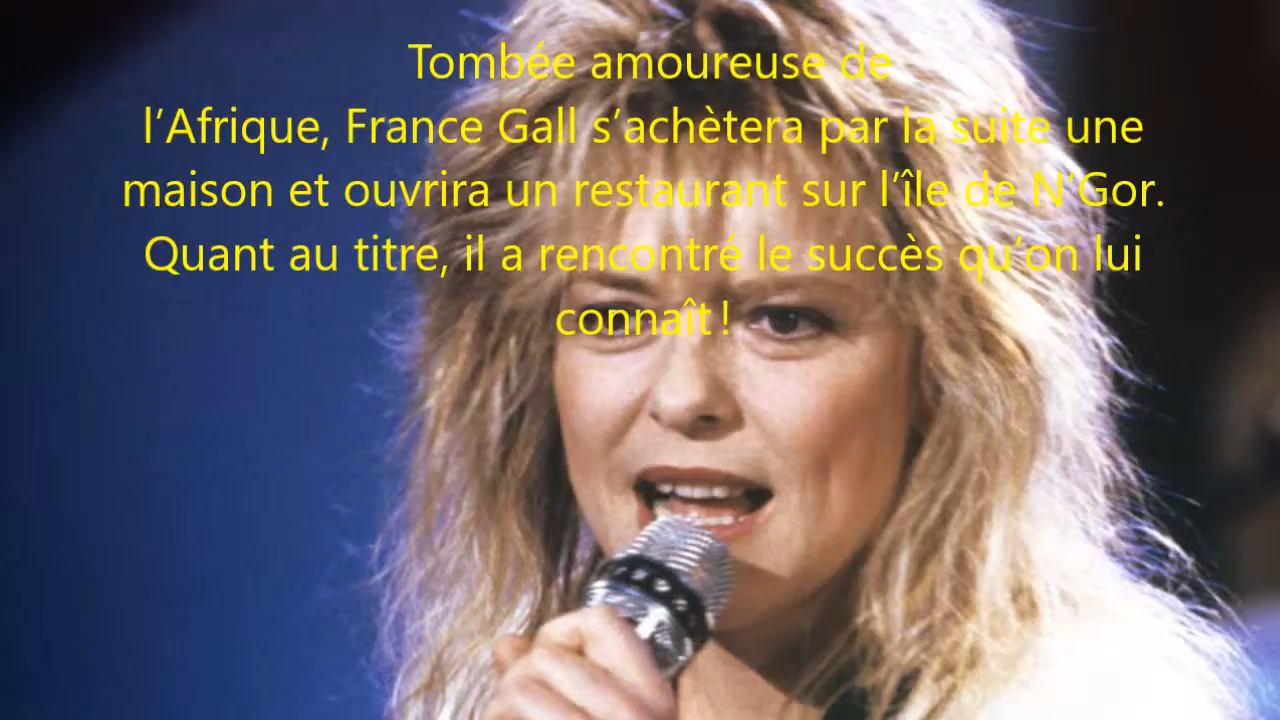 Tombée amoureuse de
l’Afrique, France Gall s’achètera par la suite une
maison et ouvrira un restaurant sur l’île de N’Gor.
Quant au titre, il a rencontré le succès qu’on lui
connaît !